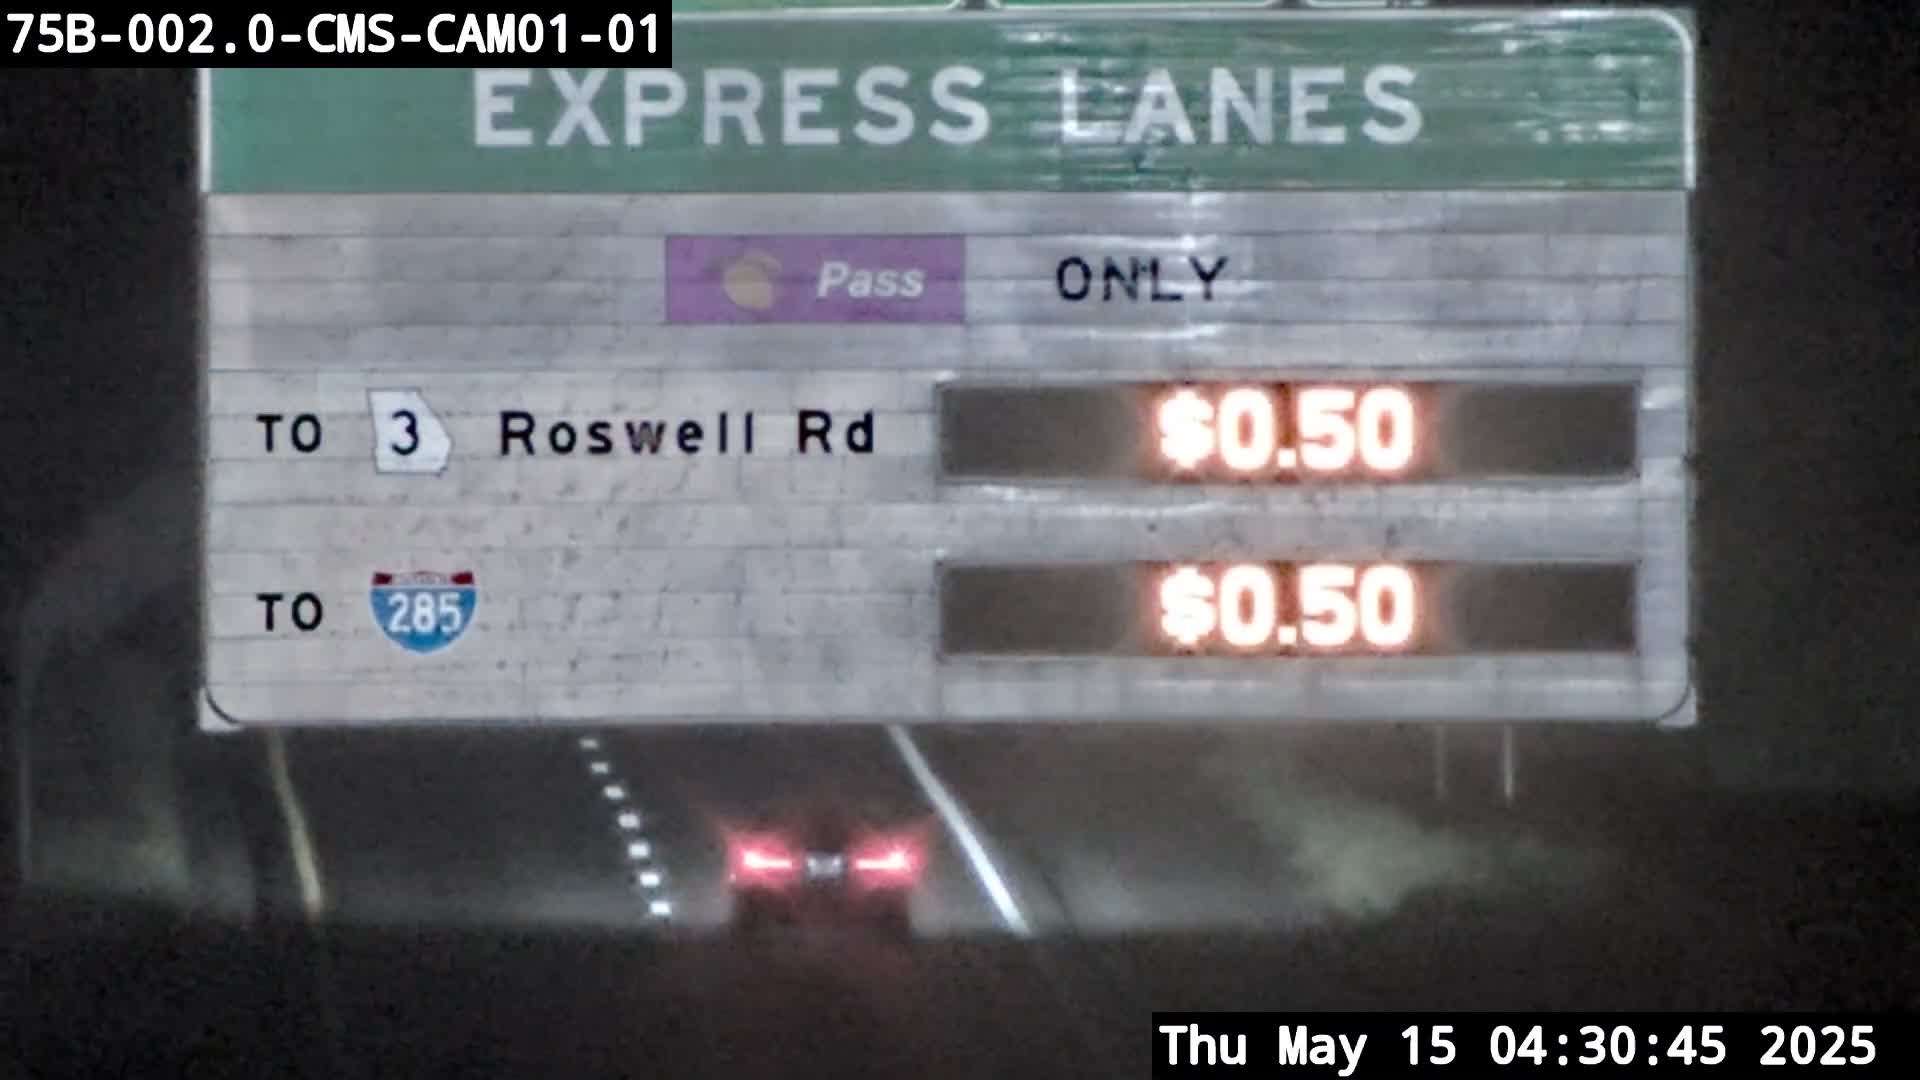 75B-002.0-CMS-CAM01-01
EXPRESS LANES
Pass ONLY
TO 3 Roswell Rd $0.50
TO 285 $0.50
Thu May 15 04:30:45 2025